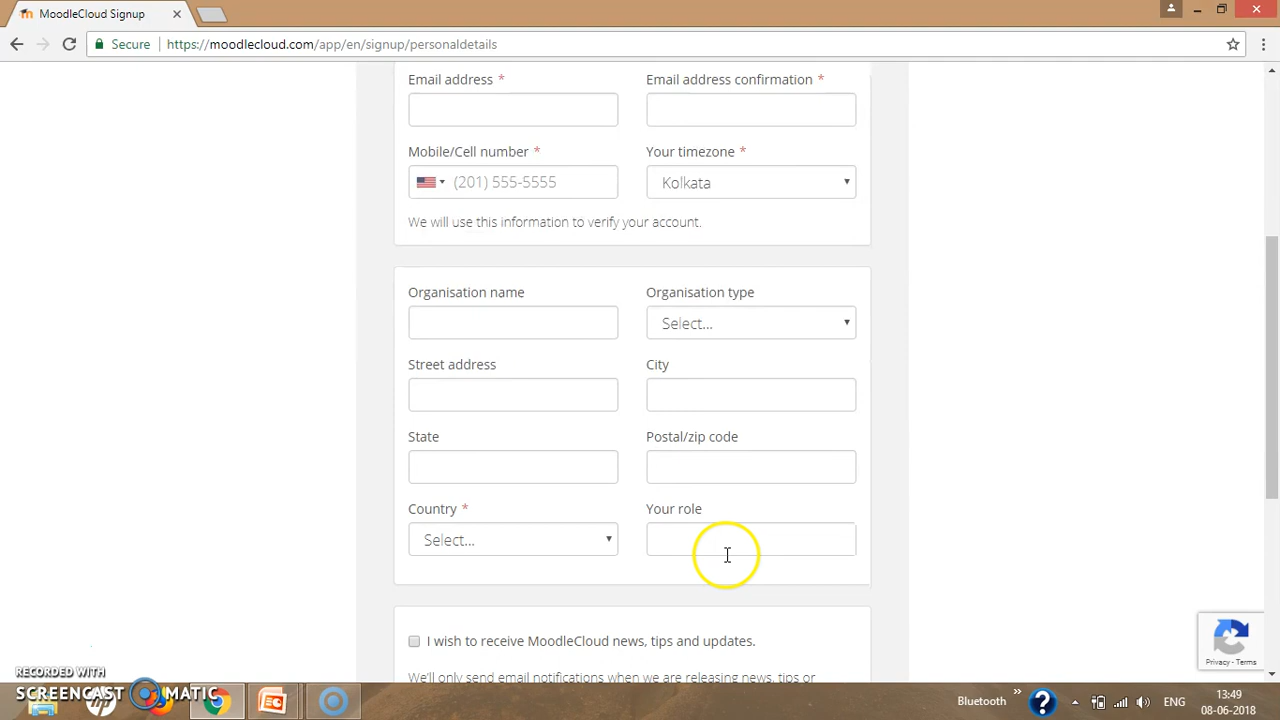 MoodleCloud Signup
Secure https://moodlecloud.com/app/en/signup/personaldetails
Email address * Email address confirmation *
Mobile/Cell number * Your timezone *
(201) 555-5555 Kolkata
We will use this information to verify your account.
Organisation name Organisation type
Select...
Street address City
State Postal/zip code
Country * Your role
Select...
I wish to receive MoodleCloud news, tips and updates.
We'll only send email notifications when we are releasing news, tips or
Privacy - Terms
RECORDED WITH
SCREENCAST MATIC
Bluetooth ENG 13:49
08-06-2018